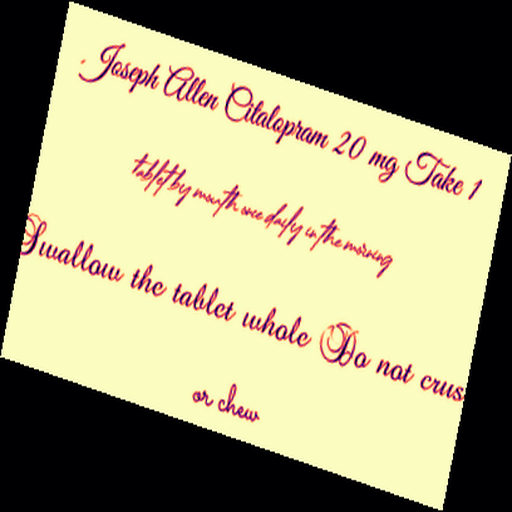 Joseph Allen Citalopram 20 mg Take 1
tablet by mouth once daily in the morning
Swallow the tablet whole Do not crus
or chew